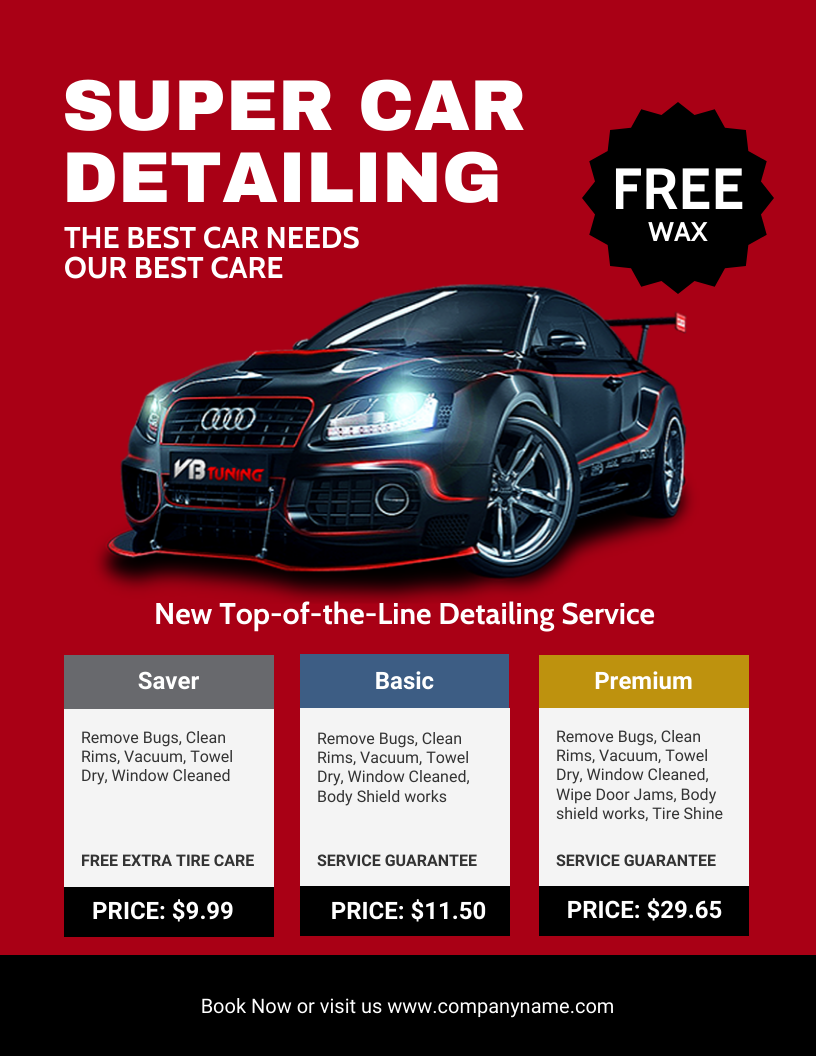 SUPER CAR
DETAILING
THE BEST CAR NEEDS
OUR BEST CARE
FREE
WAX
VB TUNING
New Top-of-the-Line Detailing Service
Saver
Remove Bugs, Clean
Rims, Vacuum, Towel
Dry, Window Cleaned
FREE EXTRA TIRE CARE
PRICE: $9.99
Basic
Remove Bugs, Clean
Rims, Vacuum, Towel
Dry, Window Cleaned,
Body Shield works
SERVICE GUARANTEE
PRICE: $11.50
Premium
Remove Bugs, Clean
Rims, Vacuum, Towel
Dry, Window Cleaned,
Wipe Door Jams, Body
shield works, Tire Shine
SERVICE GUARANTEE
PRICE: $29.65
Book Now or visit us www.companyname.com